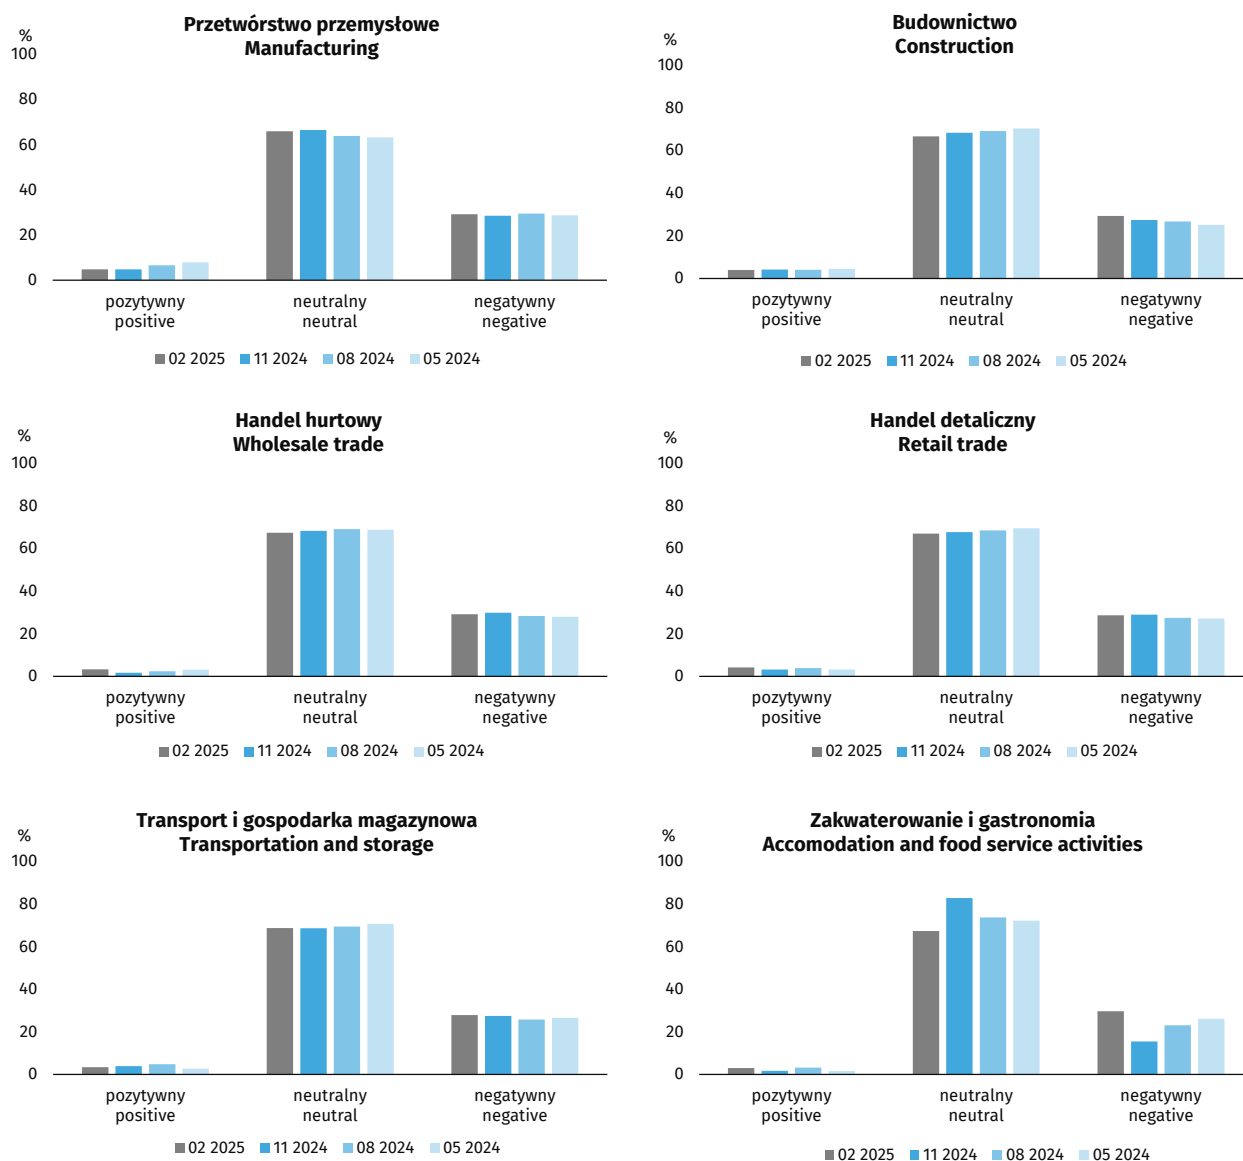 Przetwórstwo przemysłowe
Manufacturing
%
100
80
60
40
20
0
pozytywny
positive
neutralny
neutral
negatywny
negative
02 2025 11 2024 08 2024 05 2024
Budownictwo
Construction
%
100
80
60
40
20
0
pozytywny
positive
neutralny
neutral
negatywny
negative
02 2025 11 2024 08 2024 05 2024
Handel hurtowy
Wholesale trade
%
100
80
60
40
20
0
pozytywny
positive
neutralny
neutral
negatywny
negative
02 2025 11 2024 08 2024 05 2024
Handel detaliczny
Retail trade
%
100
80
60
40
20
0
pozytywny
positive
neutralny
neutral
negatywny
negative
02 2025 11 2024 08 2024 05 2024
Transport i gospodarka magazynowa
Transportation and storage
%
100
80
60
40
20
0
pozytywny
positive
neutralny
neutral
negatywny
negative
02 2025 11 2024 08 2024 05 2024
Zakwaterowanie i gastronomia
Accomodation and food service activities
%
100
80
60
40
20
0
pozytywny
positive
neutralny
neutral
negatywny
negative
02 2025 11 2024 08 2024 05 2024